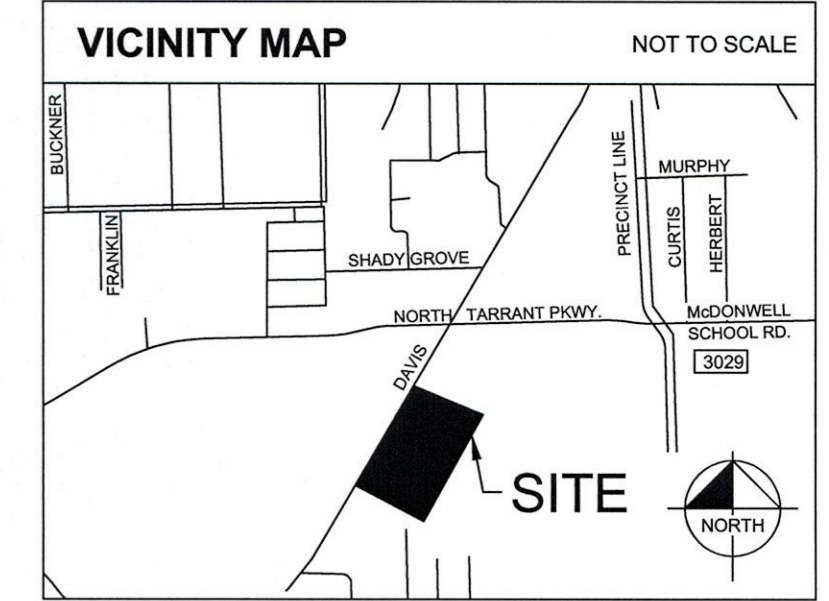 VICINITY MAP
NOT TO SCALE
BUCKNER
FRANKLIN
SHADY GROVE
NORTH TARRANT PKWY.
DAVIS
PRECINCT LINE
MURPHY
CURTIS
HERBERT
McDONWELL
SCHOOL RD.
3029
SITE
NORTH